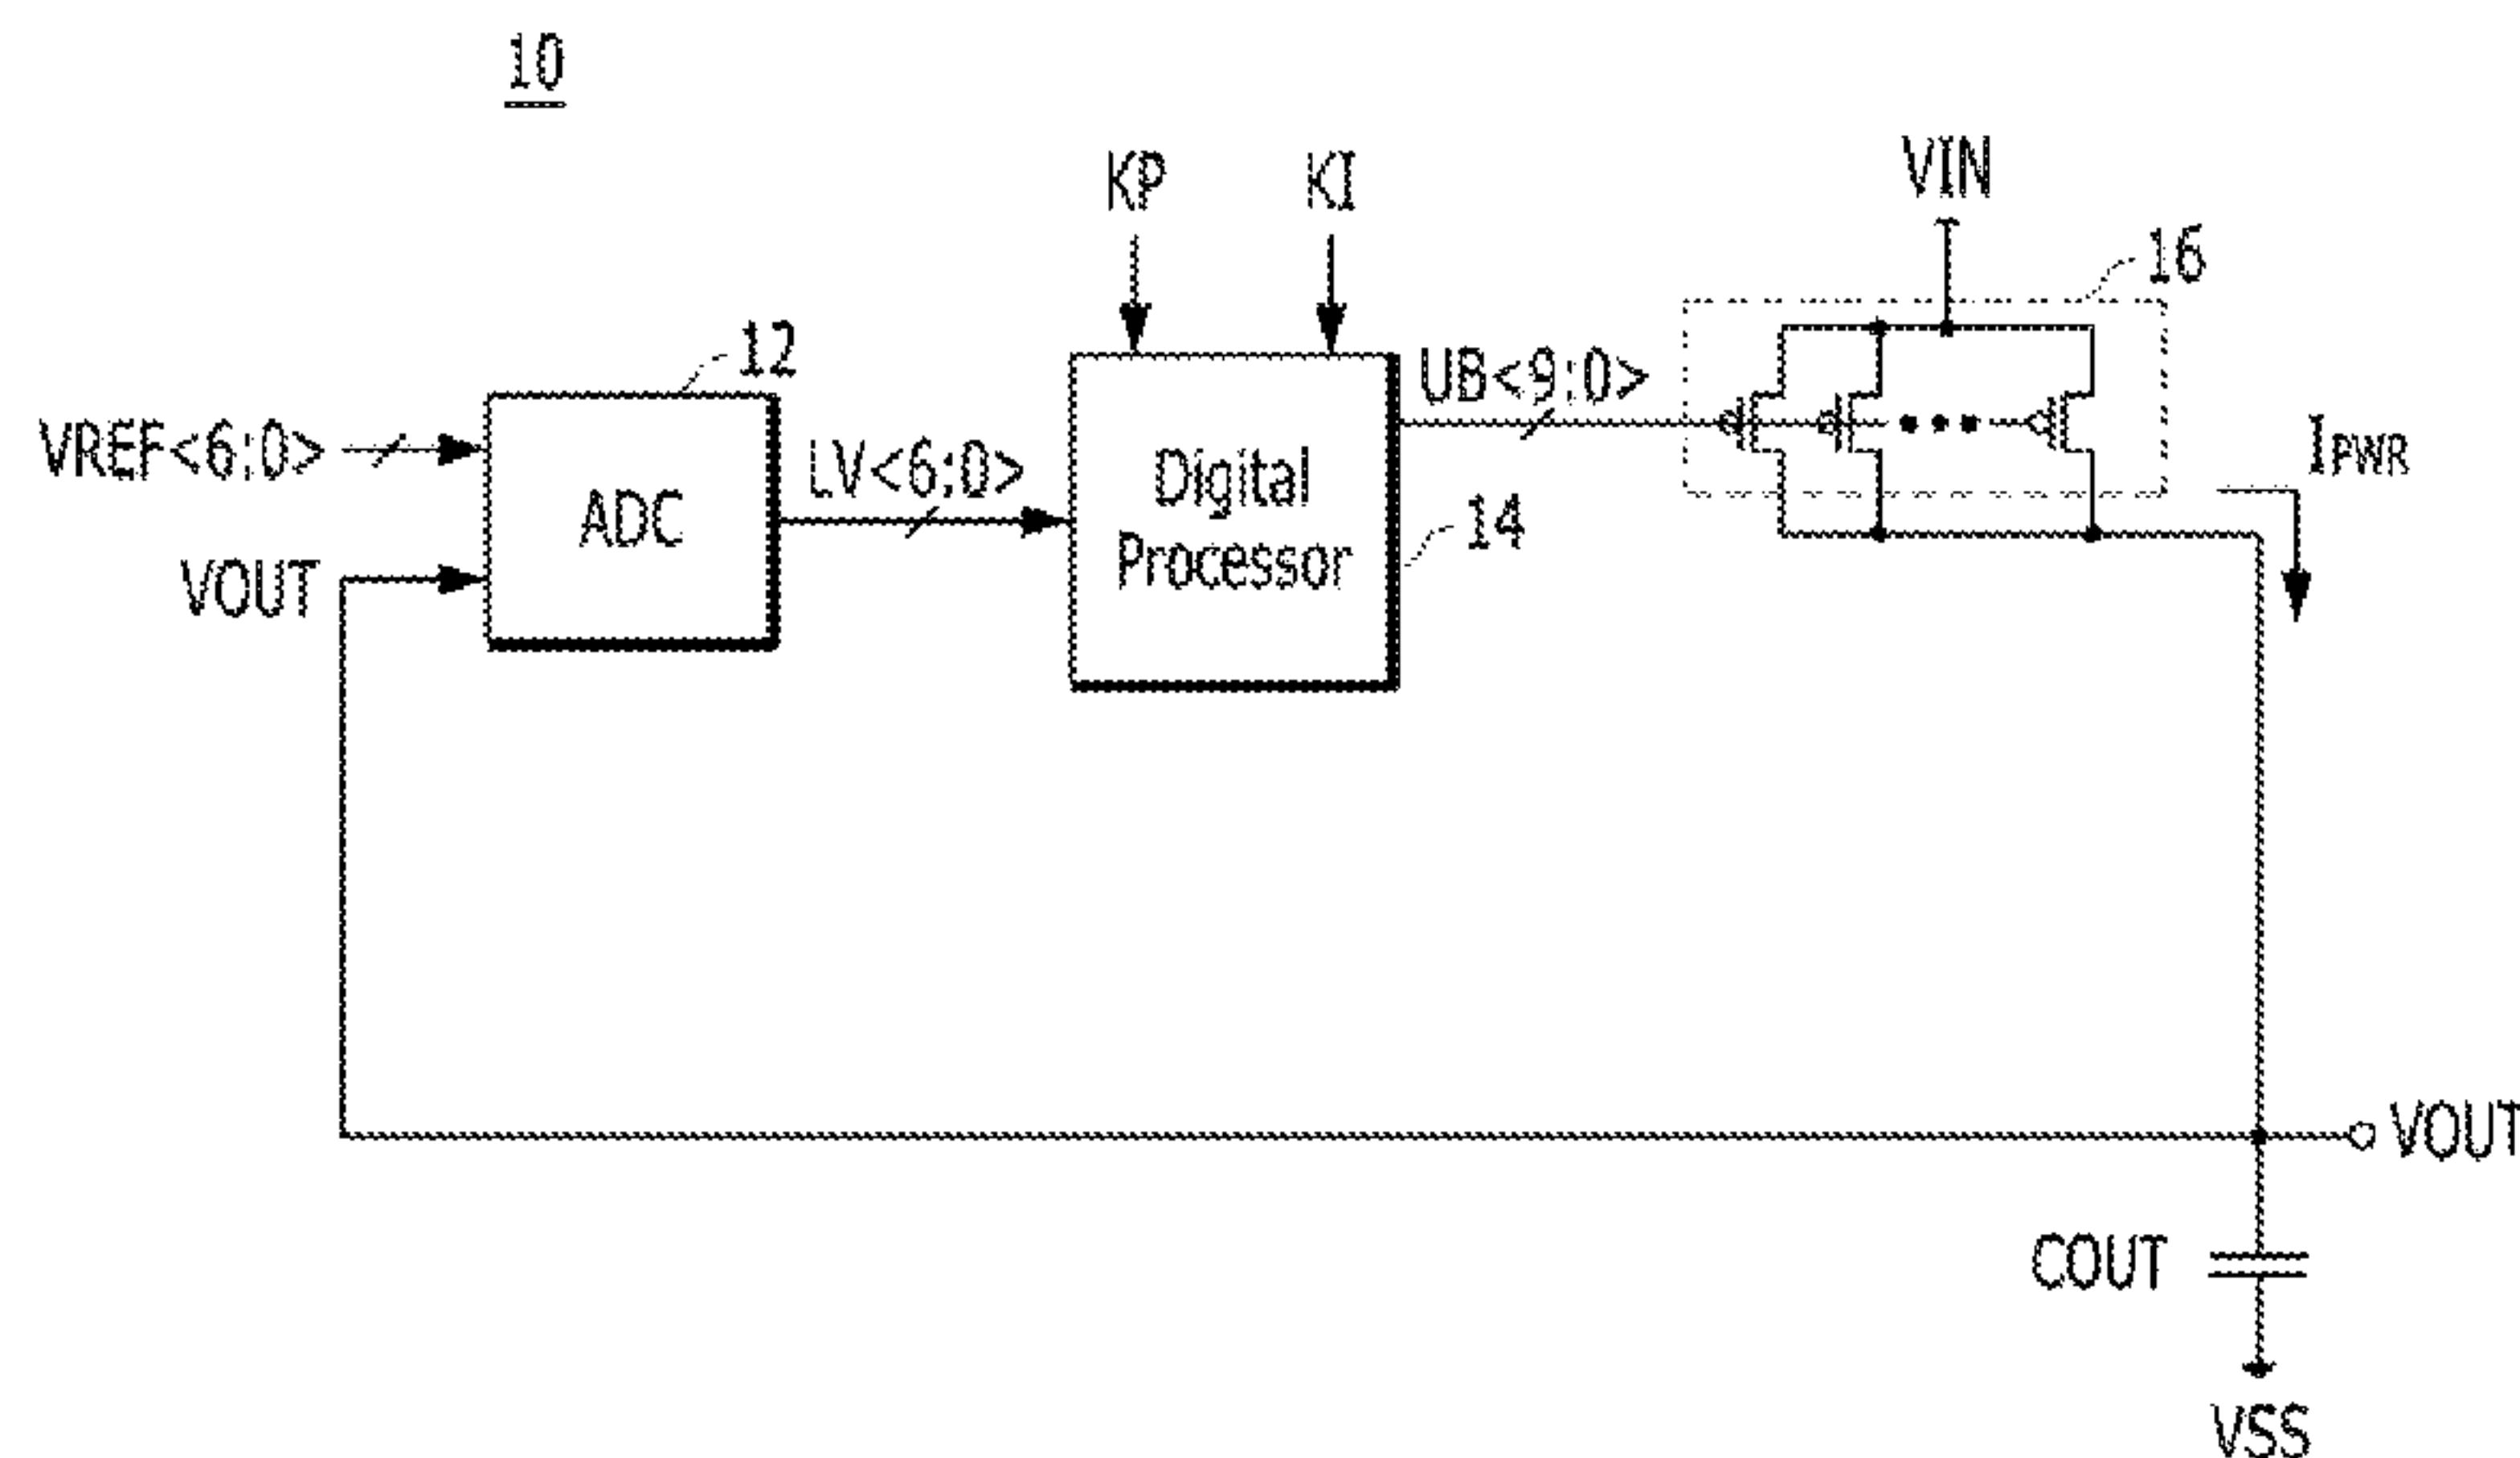 10
KP
KI
VIN
16
12
UB<9:0>
VREF<6:0>
LV<6:0>
IPWR
ADC
Digital
Processor
14
VOUT
VOUT
COUT
VSS